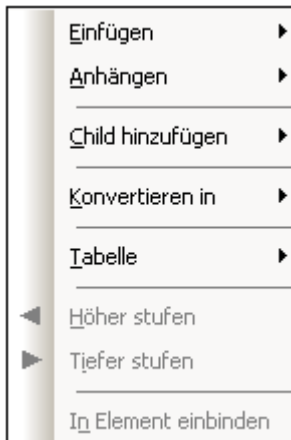 Einfügen
Anhängen
Child hinzufügen
Konvertieren in
Tabelle
Höher stufen
Tiefer stufen
In Element einbinden